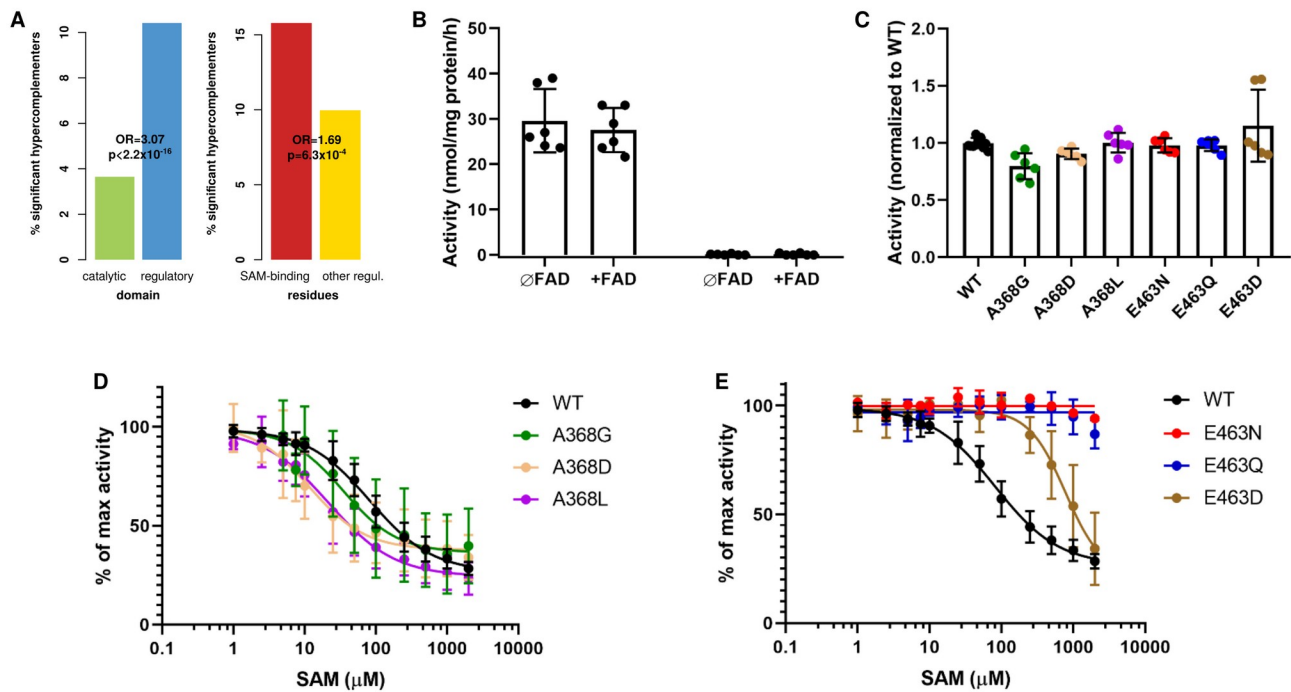 A
% significant hypercomplementers
10
8
6
4
2
0
OR=3.07
p<2.2x10-16
catalytic regulatory
domain
% significant hypercomplementers
15
10
5
0
OR=1.69
p=6.3x10-4
SAM-binding other regul.
residues
B
Activity (nmol/mg protein/h)
50
40
30
20
10
0
∅FAD +FAD ∅FAD +FAD
C
Activity (normalized to WT)
2.0
1.5
1.0
0.5
0.0
WT A368G A368D A368L E463N E463Q E463D
D
% of max activity
100
50
0
0.1 1 10 100 1000 10000
SAM (μM)
WT
A368G
A368D
A368L
E
% of max activity
100
50
0
0.1 1 10 100 1000 10000
SAM (μM)
WT
E463N
E463Q
E463D